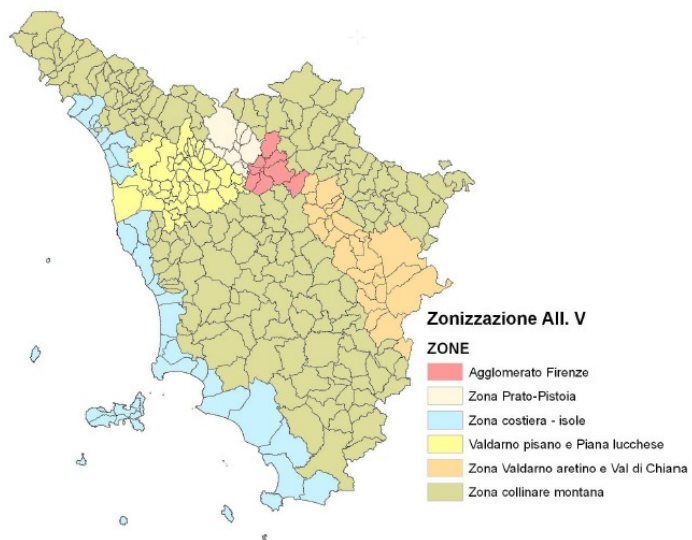 Zonizzazione All. V
ZONE
Agglomerato Firenze
Zona Prato-Pistoia
Zona costiera - isole
Valdarno pisano e Piana lucchese
Zona Valdarno aretino e Val di Chiana
Zona collinare montana